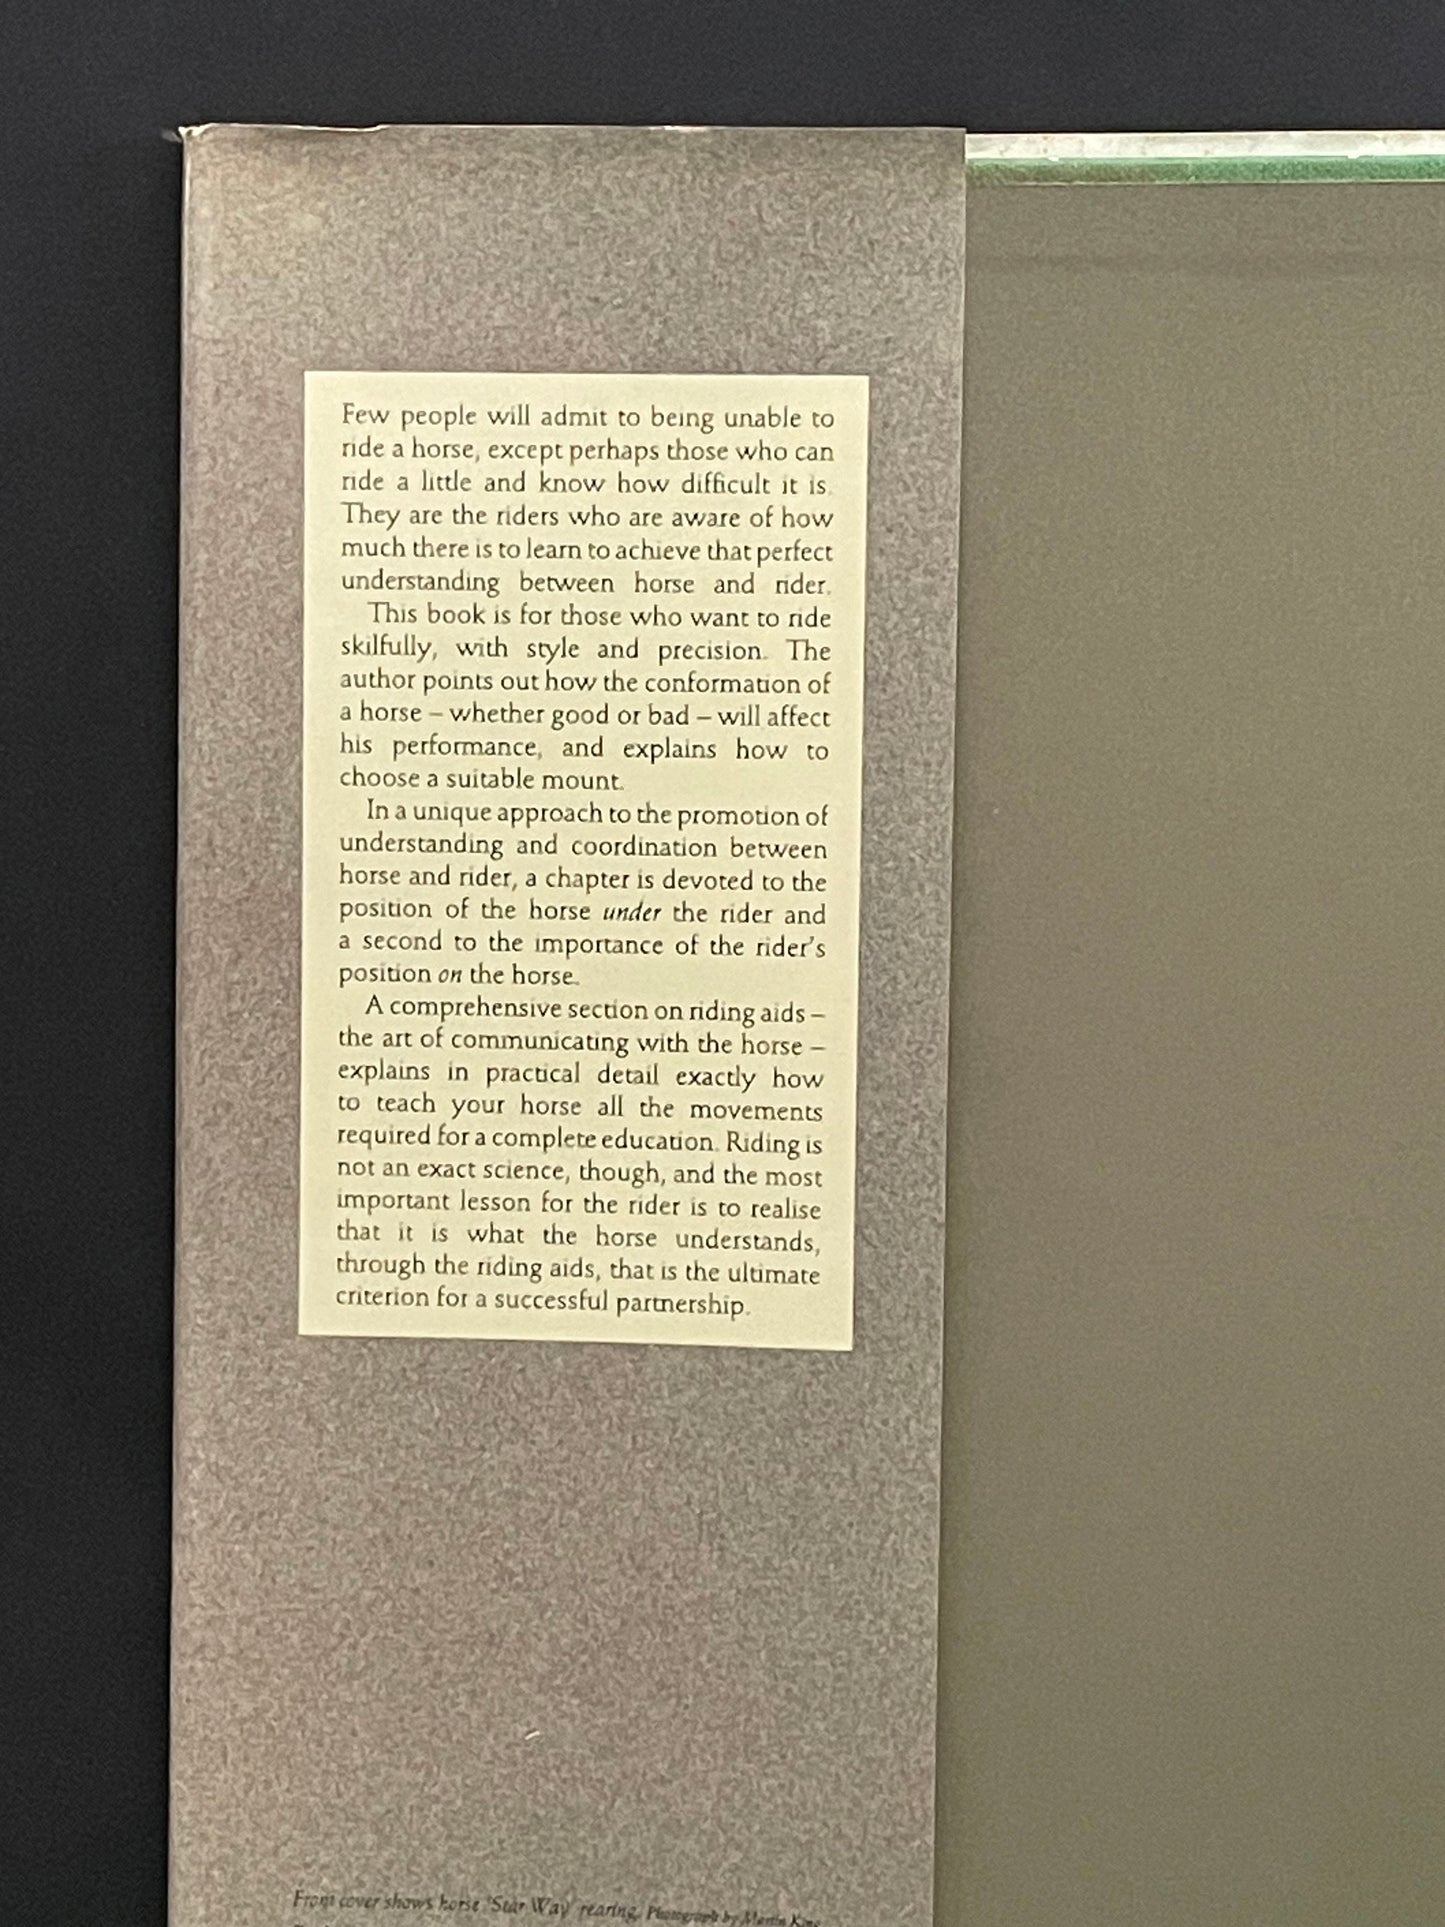 Few people will admit to being unable to
ride a horse, except perhaps those who can
ride a little and know how difficult it is.
They are the riders who are aware of how
much there is to learn to achieve that perfect
understanding between horse and rider.
This book is for those who want to ride
skilfully, with style and precision. The
author points out how the conformation of
a horse – whether good or bad – will affect
his performance, and explains how to
choose a suitable mount.
In a unique approach to the promotion of
understanding and coordination between
horse and rider, a chapter is devoted to the
position of the horse under the rider and
a second to the importance of the rider's
position on the horse.
A comprehensive section on riding aids –
the art of communicating with the horse –
explains in practical detail exactly how
to teach your horse all the movements
required for a complete education. Riding is
not an exact science, though, and the most
important lesson for the rider is to realise
that it is what the horse understands,
through the riding aids, that is the ultimate
criterion for a successful partnership.
Front cover shows horse 'Star Way' rearing. Photograph by Martin King